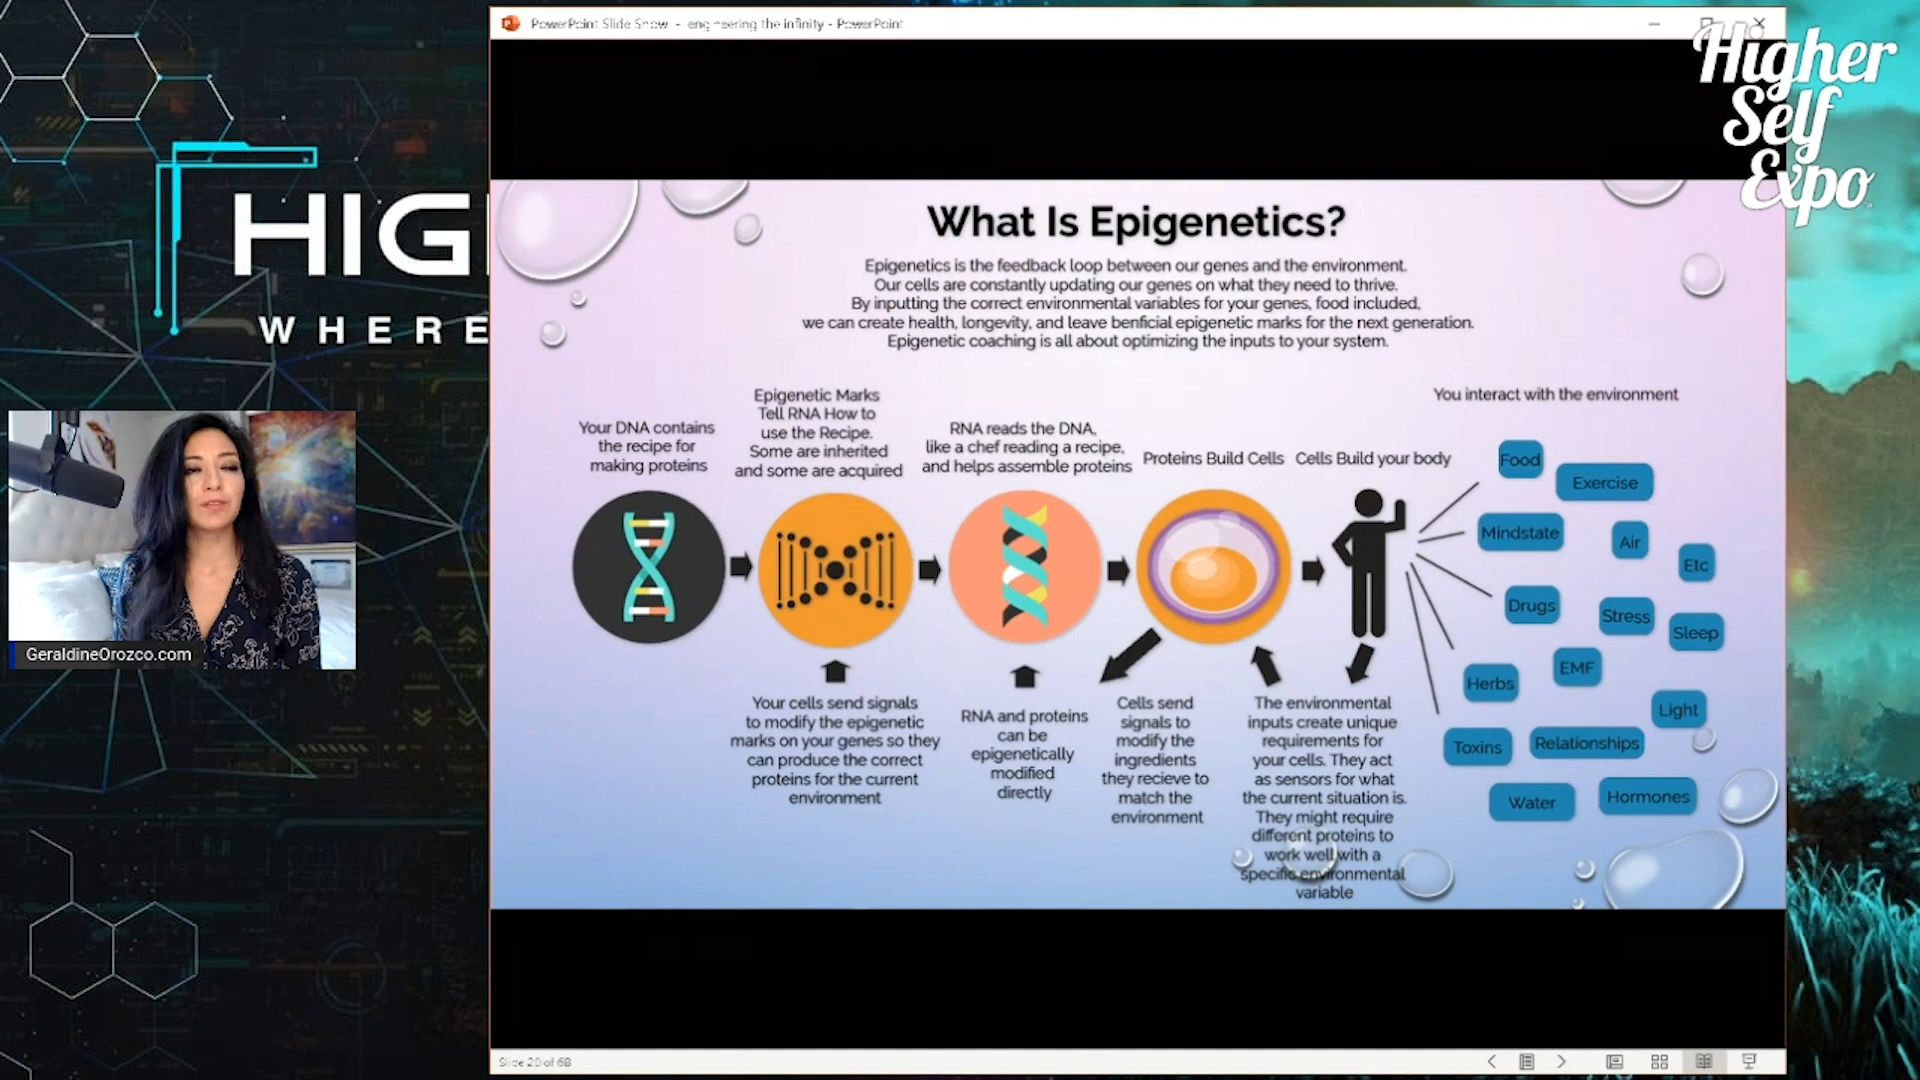 PowerPoint Slide Show - engineering the infinity - PowerPoint
Higher
Self
Expo
HIG
WHERE
GeraldineOrozco.com
What Is Epigenetics?
Epigenetics is the feedback loop between our genes and the environment.
Our cells are constantly updating our genes on what they need to thrive.
By inputting the correct environmental variables for your genes, food included,
we can create health, longevity, and leave benficial epigenetic marks for the next generation.
Epigenetic coaching is all about optimizing the inputs to your system.
Your DNA contains
the recipe for
making proteins
Epigenetic Marks
Tell RNA How to
use the Recipe.
Some are inherited
and some are acquired
RNA reads the DNA,
like a chef reading a recipe,
and helps assemble proteins
Proteins Build Cells
Cells Build your body
You interact with the environment
Food
Exercise
Mindstate
Air
Etc
Drugs
Stress
Sleep
EMF
Herbs
Light
Toxins
Relationships
Water
Hormones
Your cells send signals
to modify the epigenetic
marks on your genes so they
can produce the correct
proteins for the current
environment
RNA and proteins
can be
epigenetically
modified
directly
Cells send
signals to
modify the
ingredients
they recieve to
match the
environment
The environmental
inputs create unique
requirements for
your cells. They act
as sensors for what
the current situation is.
They might require
different proteins to
work well with a
specific environmental
variable
Slide 20 of 68